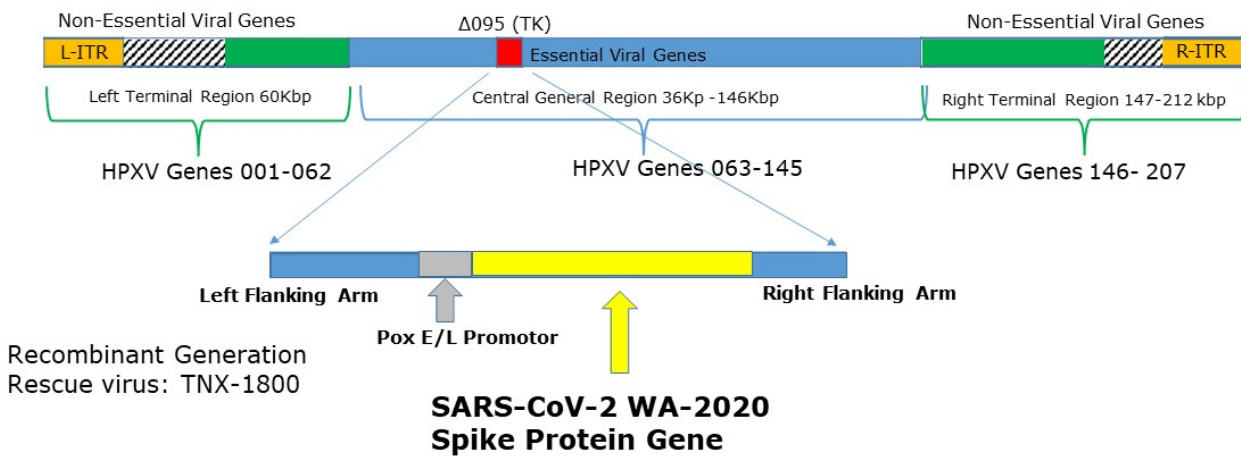 Non-Essential Viral Genes
Δ095 (TK)
Non-Essential Viral Genes
L-ITR
Essential Viral Genes
R-ITR
Left Terminal Region 60Kbp
Central General Region 36Kp -146Kbp
Right Terminal Region 147-212 kbp
HPXV Genes 001-062
HPXV Genes 063-145
HPXV Genes 146- 207
Left Flanking Arm
Right Flanking Arm
Pox E/L Promotor
Recombinant Generation
Rescue virus: TNX-1800
SARS-CoV-2 WA-2020
Spike Protein Gene